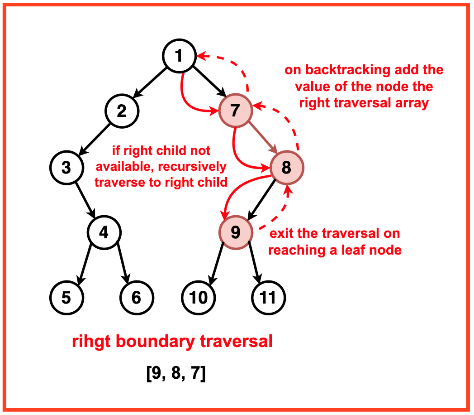 1
on backtracking add the
value of the node the
right traversal array
2
7
if right child not
available, recursively
traverse to right child
3
8
4
9
exit the traversal on
reaching a leaf node
5
6
10
11
rihgt boundary traversal
[9, 8, 7]